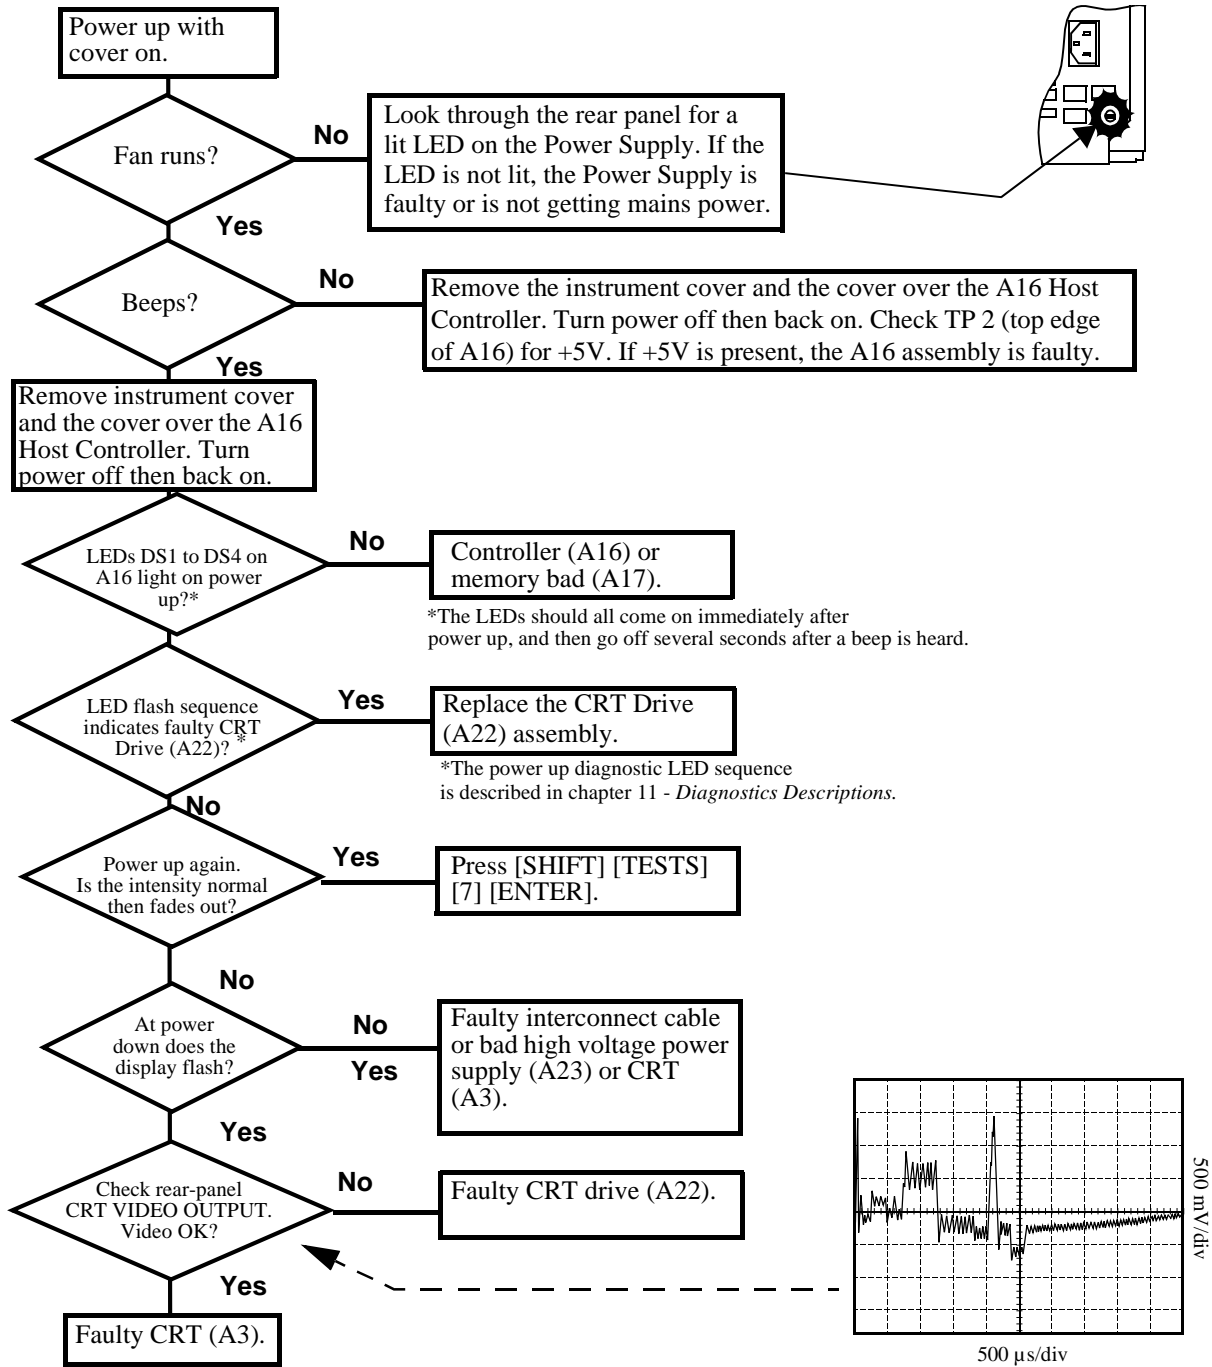 Power up with
cover on.
Fan runs?
No
Look through the rear panel for a
lit LED on the Power Supply. If the
LED is not lit, the Power Supply is
faulty or is not getting mains power.
Yes
Beeps?
No
Remove the instrument cover and the cover over the A16 Host
Controller. Turn power off then back on. Check TP 2 (top edge
of A16) for +5V. If +5V is present, the A16 assembly is faulty.
Yes
Remove instrument cover
and the cover over the A16
Host Controller. Turn
power off then back on.
LEDs DS1 to DS4 on
A16 light on power
up?*
No
Controller (A16) or
memory bad (A17).
*The LEDs should all come on immediately after
power up, and then go off several seconds after a beep is heard.
LED flash sequence
indicates faulty CRT
Drive (A22)? *
Yes
Replace the CRT Drive
(A22) assembly.
*The power up diagnostic LED sequence
is described in chapter 11 - Diagnostics Descriptions.
No
Power up again.
Is the intensity normal
then fades out?
Yes
Press [SHIFT] [TESTS]
[7] [ENTER].
No
At power
down does the
display flash?
No
Yes
Faulty interconnect cable
or bad high voltage power
supply (A23) or CRT
(A3).
Yes
Check rear-panel
CRT VIDEO OUTPUT.
Video OK?
No
Faulty CRT drive (A22).
Yes
Faulty CRT (A3).
500 mV/div
500 µs/div